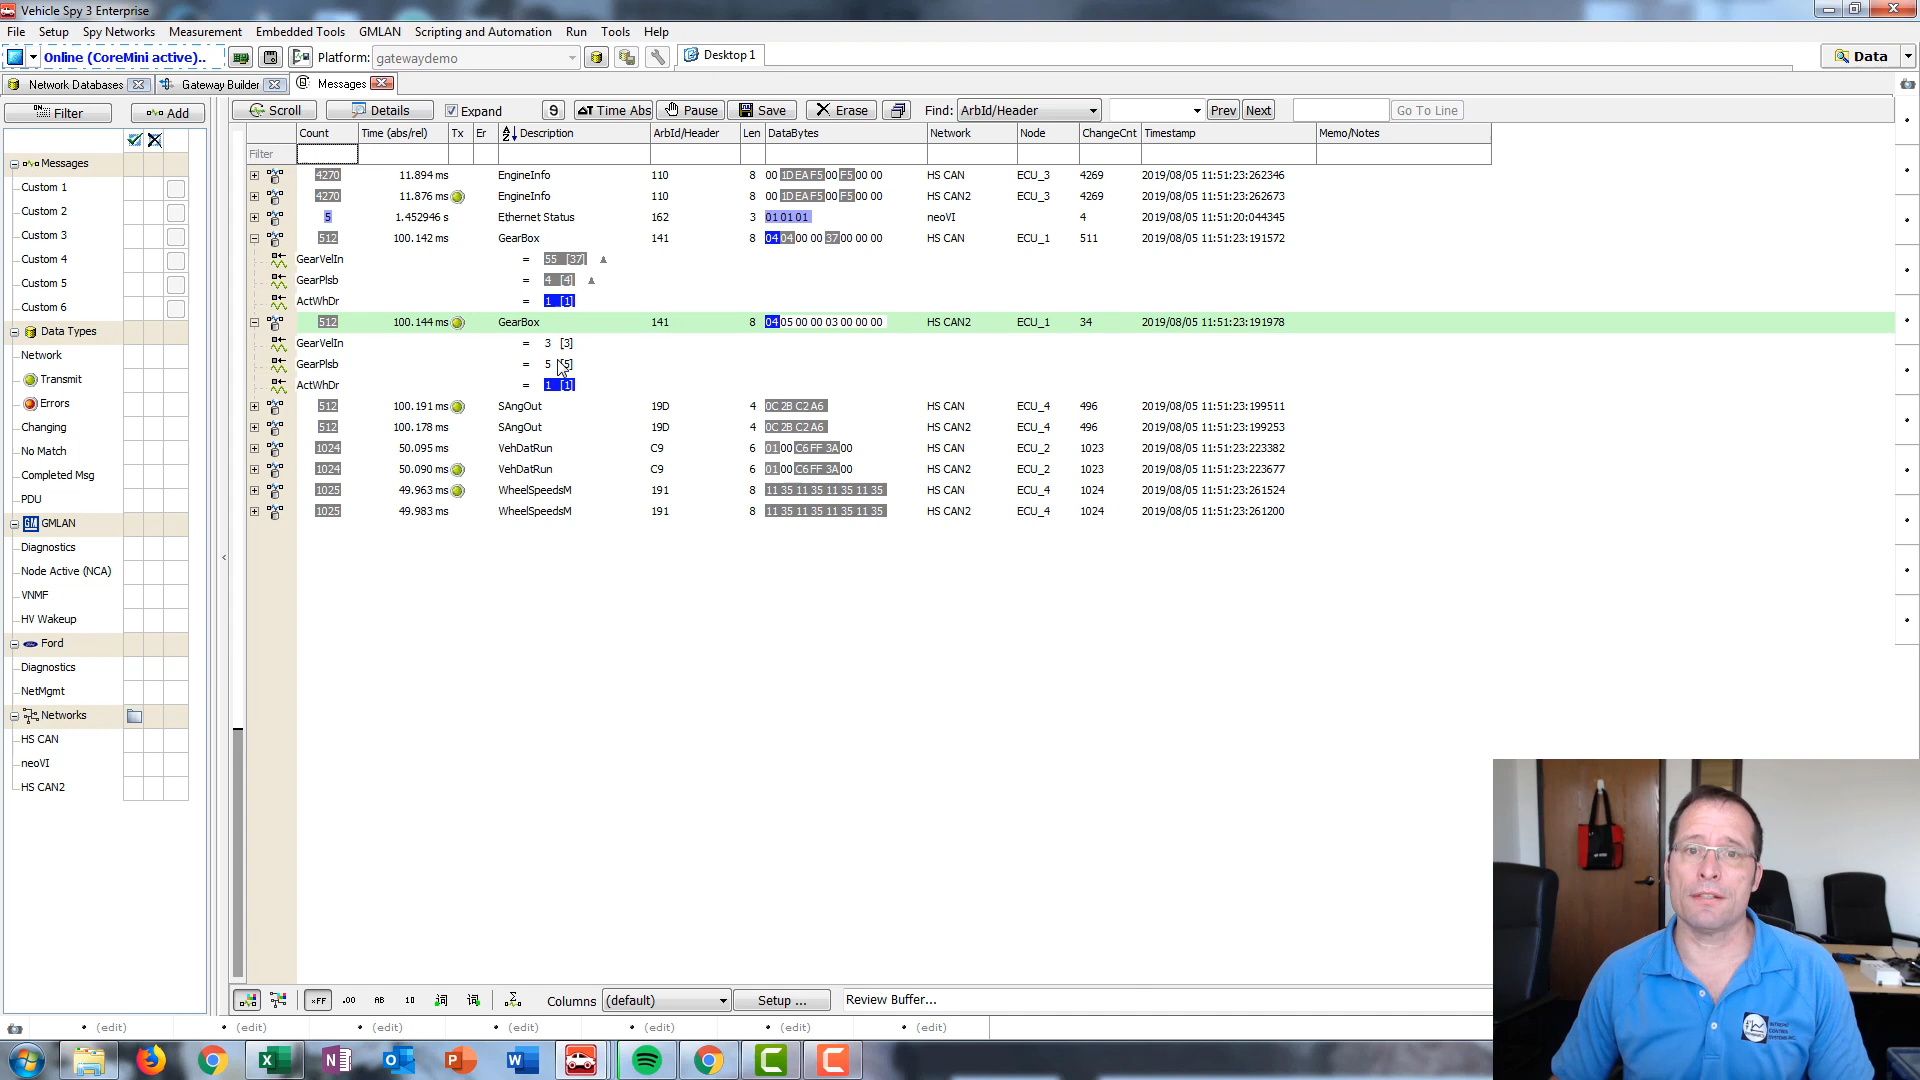 Vehicle Spy 3 Enterprise
File Setup Spy Networks Measurement Embedded Tools GMLAN Scripting and Automation Run Tools Help
Online (CoreMini active).. Platform: gatewaydemo Desktop 1 Data
Network Databases Gateway Builder Messages
Filter Add Scroll Details Expand Time Abs Pause Save Erase Find: ArbId/Header Prev Next Go To Line
Count Time (abs/rel) Tx Er Description ArbId/Header Len DataBytes Network Node ChangeCnt Timestamp Memo/Notes
Filter
4270 11.894 ms EngineInfo 110 8 00 1D EA F5 00 F5 00 00 HS CAN ECU_3 4269 2019/08/05 11:51:23:262346
4270 11.876 ms EngineInfo 110 8 00 1D EA F5 00 F5 00 00 HS CAN2 ECU_3 4269 2019/08/05 11:51:23:262673
5 1.452946 s Ethernet Status 162 3 01 01 01 neoVI 4 2019/08/05 11:51:20:044345
512 100.142 ms GearBox 141 8 04 04 00 00 37 00 00 00 HS CAN ECU_1 511 2019/08/05 11:51:23:191572
GearVelIn = 55 [37]
GearPlsb = 4 [4]
ActWhDr = 1 [1]
512 100.144 ms GearBox 141 8 04 05 00 00 03 00 00 00 HS CAN2 ECU_1 34 2019/08/05 11:51:23:191978
GearVelIn = 3 [3]
GearPlsb = 5 [5]
ActWhDr = 1 [1]
512 100.191 ms SAngOut 19D 4 0C 2B C2 A6 HS CAN ECU_4 496 2019/08/05 11:51:23:199511
512 100.178 ms SAngOut 19D 4 0C 2B C2 A6 HS CAN2 ECU_4 496 2019/08/05 11:51:23:199253
1024 50.095 ms VehDatRun C9 6 01 00 C6 FF 3A 00 HS CAN ECU_2 1023 2019/08/05 11:51:23:223382
1024 50.090 ms VehDatRun C9 6 01 00 C6 FF 3A 00 HS CAN2 ECU_2 1023 2019/08/05 11:51:23:223677
1025 49.963 ms WheelSpeedsM 191 8 11 35 11 35 11 35 11 35 HS CAN ECU_4 1024 2019/08/05 11:51:23:261524
1025 49.983 ms WheelSpeedsM 191 8 11 35 11 35 11 35 11 35 HS CAN2 ECU_4 1024 2019/08/05 11:51:23:261200
Messages
Custom 1
Custom 2
Custom 3
Custom 4
Custom 5
Custom 6
Data Types
Network
Transmit
Errors
Changing
No Match
Completed Msg
PDU
GM GMLAN
Diagnostics
Node Active (NCA)
VNMF
HV Wakeup
Ford
Diagnostics
NetMgmt
Networks
HS CAN
neoVI
HS CAN2
×FF .00 AB 10 Columns (default) Setup ... Review Buffer...
(edit) (edit) (edit) (edit) (edit) (edit) (edit)
INTREPID
CONTROL
SYSTEMS, INC.